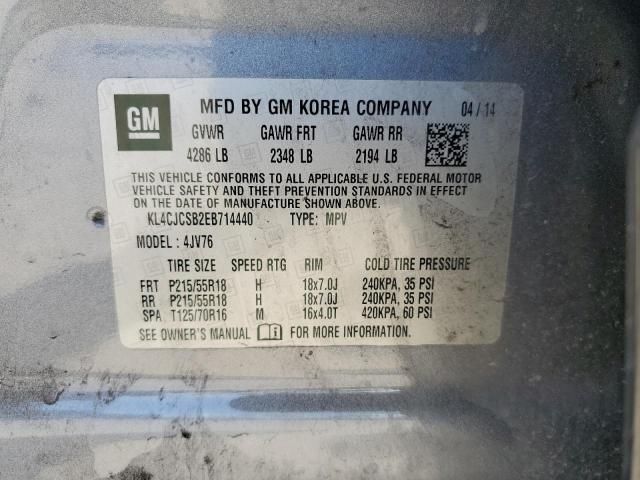 GM
MFD BY GM KOREA COMPANY 04 / 14
GVWR GAWR FRT GAWR RR
4286 LB 2348 LB 2194 LB
THIS VEHICLE CONFORMS TO ALL APPLICABLE U.S. FEDERAL MOTOR
VEHICLE SAFETY AND THEFT PREVENTION STANDARDS IN EFFECT
ON THE DATE OF MANUFACTURE SHOWN ABOVE.
KL4CJCSB2EB714440 TYPE: MPV
MODEL : 4JV76
TIRE SIZE SPEED RTG RIM COLD TIRE PRESSURE
FRT P215/55R18 H 18x7.0J 240KPA, 35 PSI
RR P215/55R18 H 18x7.0J 240KPA, 35 PSI
SPA T125/70R16 M 16x4.0T 420KPA, 60 PSI
SEE OWNER'S MANUAL FOR MORE INFORMATION.